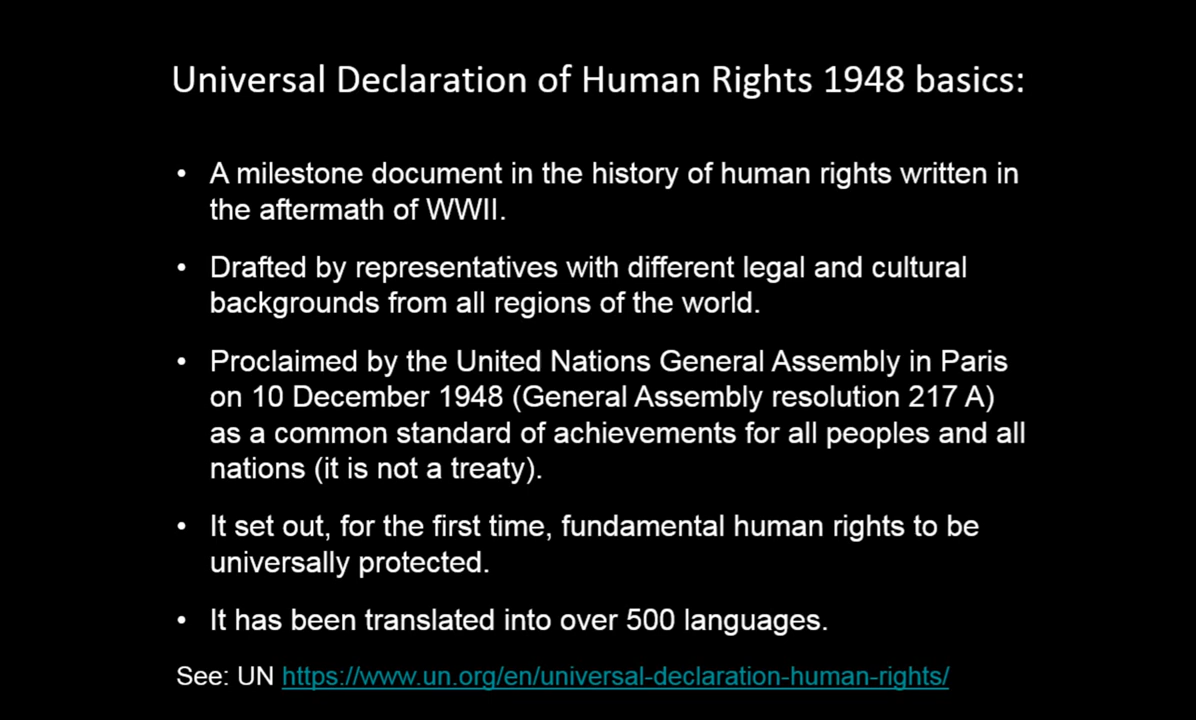 Universal Declaration of Human Rights 1948 basics:
• A milestone document in the history of human rights written in
the aftermath of WWII.
• Drafted by representatives with different legal and cultural
backgrounds from all regions of the world.
• Proclaimed by the United Nations General Assembly in Paris
on 10 December 1948 (General Assembly resolution 217 A)
as a common standard of achievements for all peoples and all
nations (it is not a treaty).
• It set out, for the first time, fundamental human rights to be
universally protected.
• It has been translated into over 500 languages.
See: UN https://www.un.org/en/universal-declaration-human-rights/